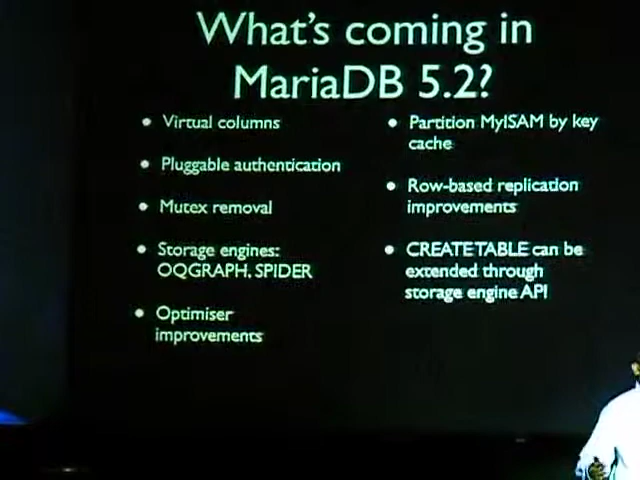 What's coming in
MariaDB 5.2?
• Virtual columns
• Pluggable authentication
• Mutex removal
• Storage engines:
OQGRAPH, SPIDER
• Optimiser
improvements
• Partition MyISAM by key
cache
• Row-based replication
improvements
• CREATE TABLE can be
extended through
storage engine API